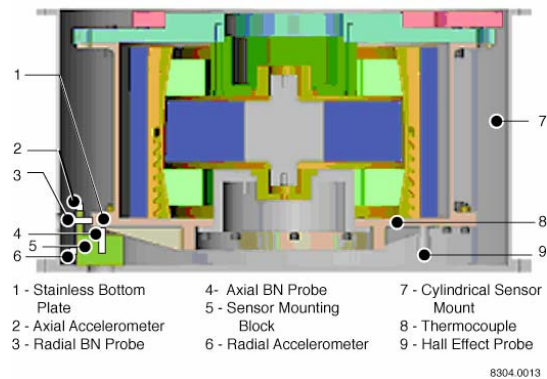 1
2
3
4
5
6
7
8
9
1 - Stainless Bottom
Plate
2 - Axial Accelerometer
3 - Radial BN Probe
4- Axial BN Probe
5 - Sensor Mounting
Block
6 - Radial Accelerometer
7 - Cylindrical Sensor
Mount
8 - Thermocouple
9 - Hall Effect Probe
8304.0013